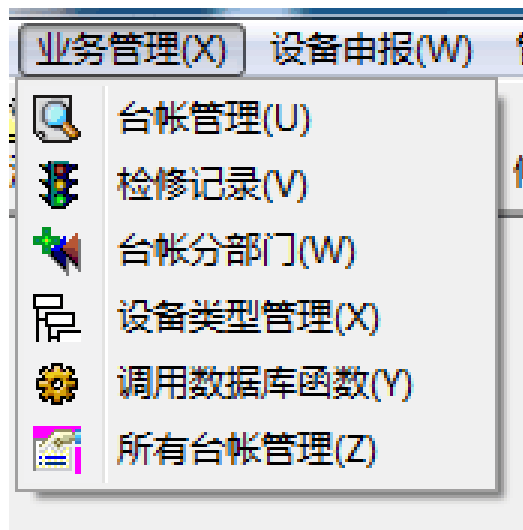 业务管理(X) 设备申报(W)
台帐管理(U)
检修记录(V)
台帐分部门(W)
设备类型管理(X)
调用数据库函数(Y)
所有台帐管理(Z)